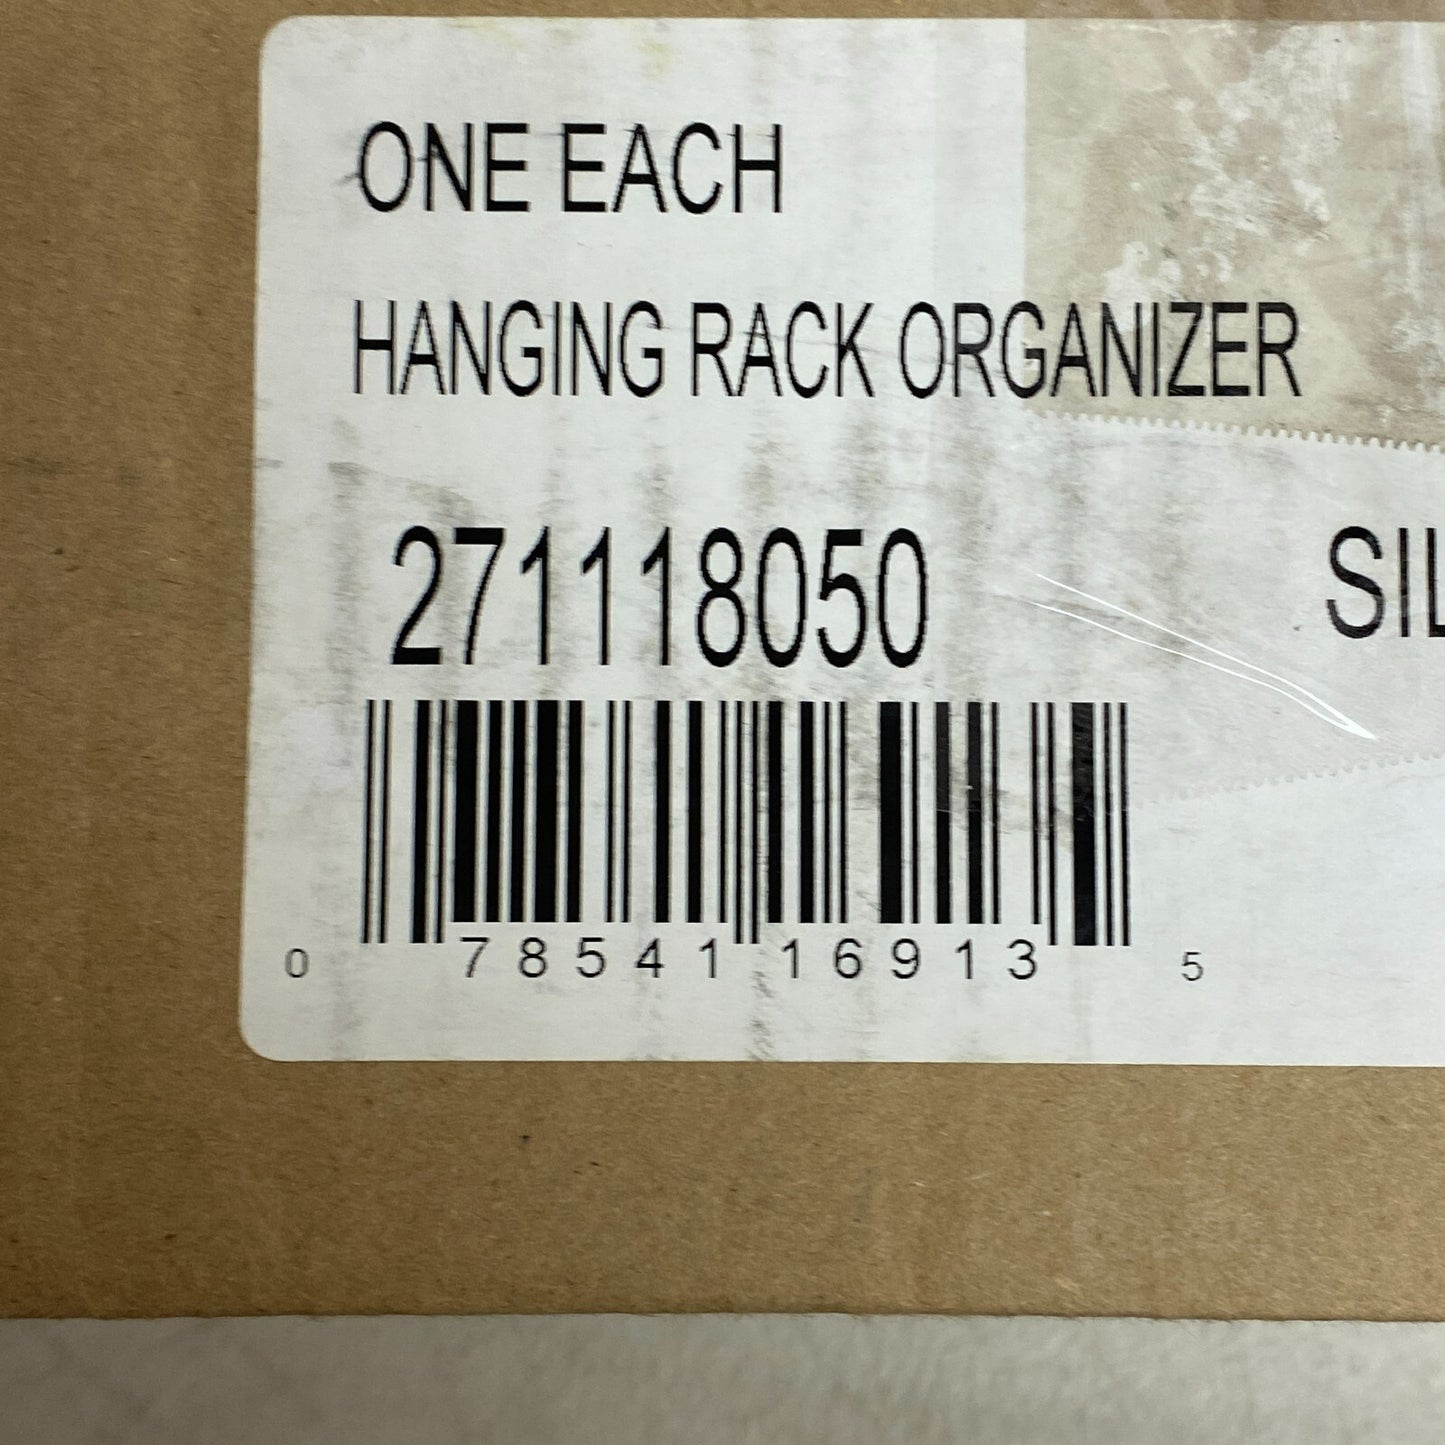 ONE EACH
HANGING RACK ORGANIZER
271118050
0 78541 16913 5